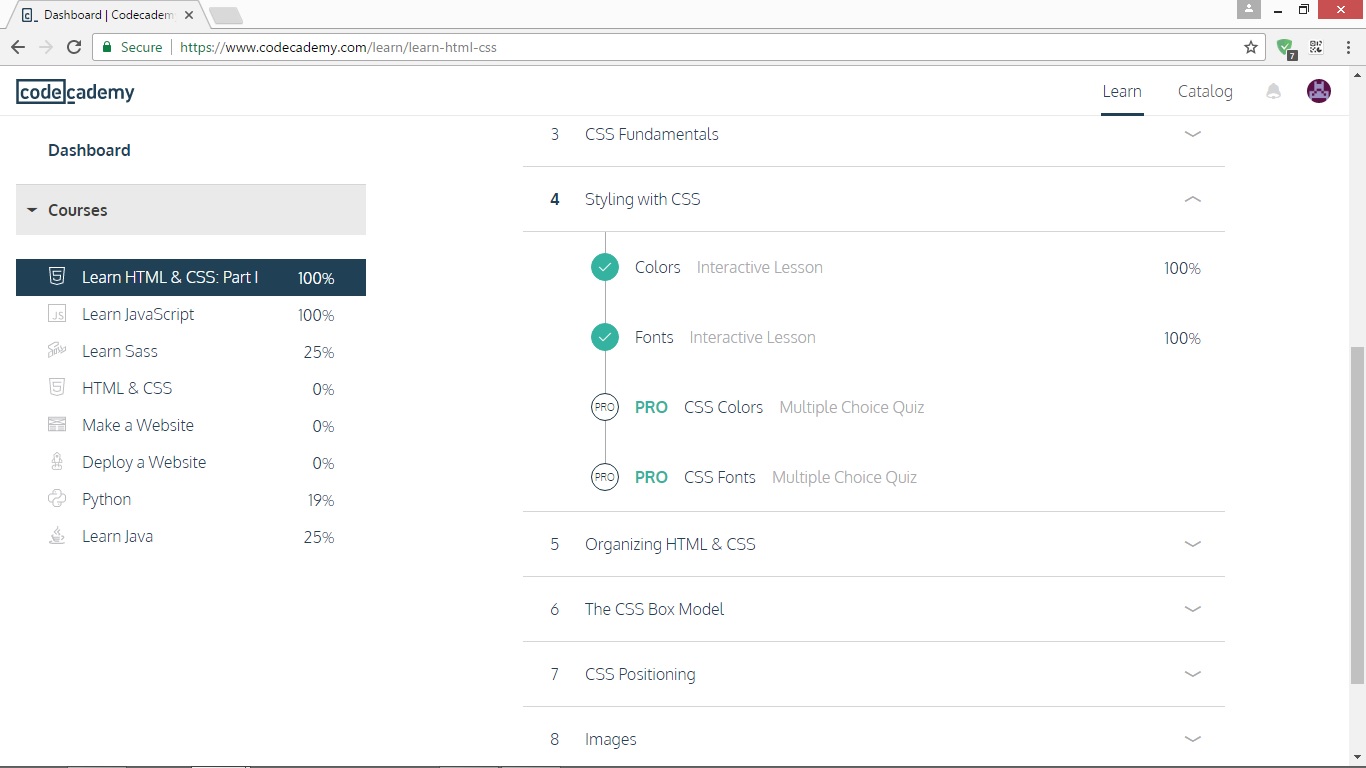 Dashboard | Codecadem
Secure https://www.codecademy.com/learn/learn-html-css
7
codecademy
Learn Catalog
Dashboard
Courses
Learn HTML & CSS: Part I 100%
JS Learn JavaScript 100%
Learn Sass 25%
HTML & CSS 0%
Make a Website 0%
Deploy a Website 0%
Python 19%
Learn Java 25%
3 CSS Fundamentals
4 Styling with CSS
Colors Interactive Lesson 100%
Fonts Interactive Lesson 100%
PRO PRO CSS Colors Multiple Choice Quiz
PRO PRO CSS Fonts Multiple Choice Quiz
5 Organizing HTML & CSS
6 The CSS Box Model
7 CSS Positioning
8 Images